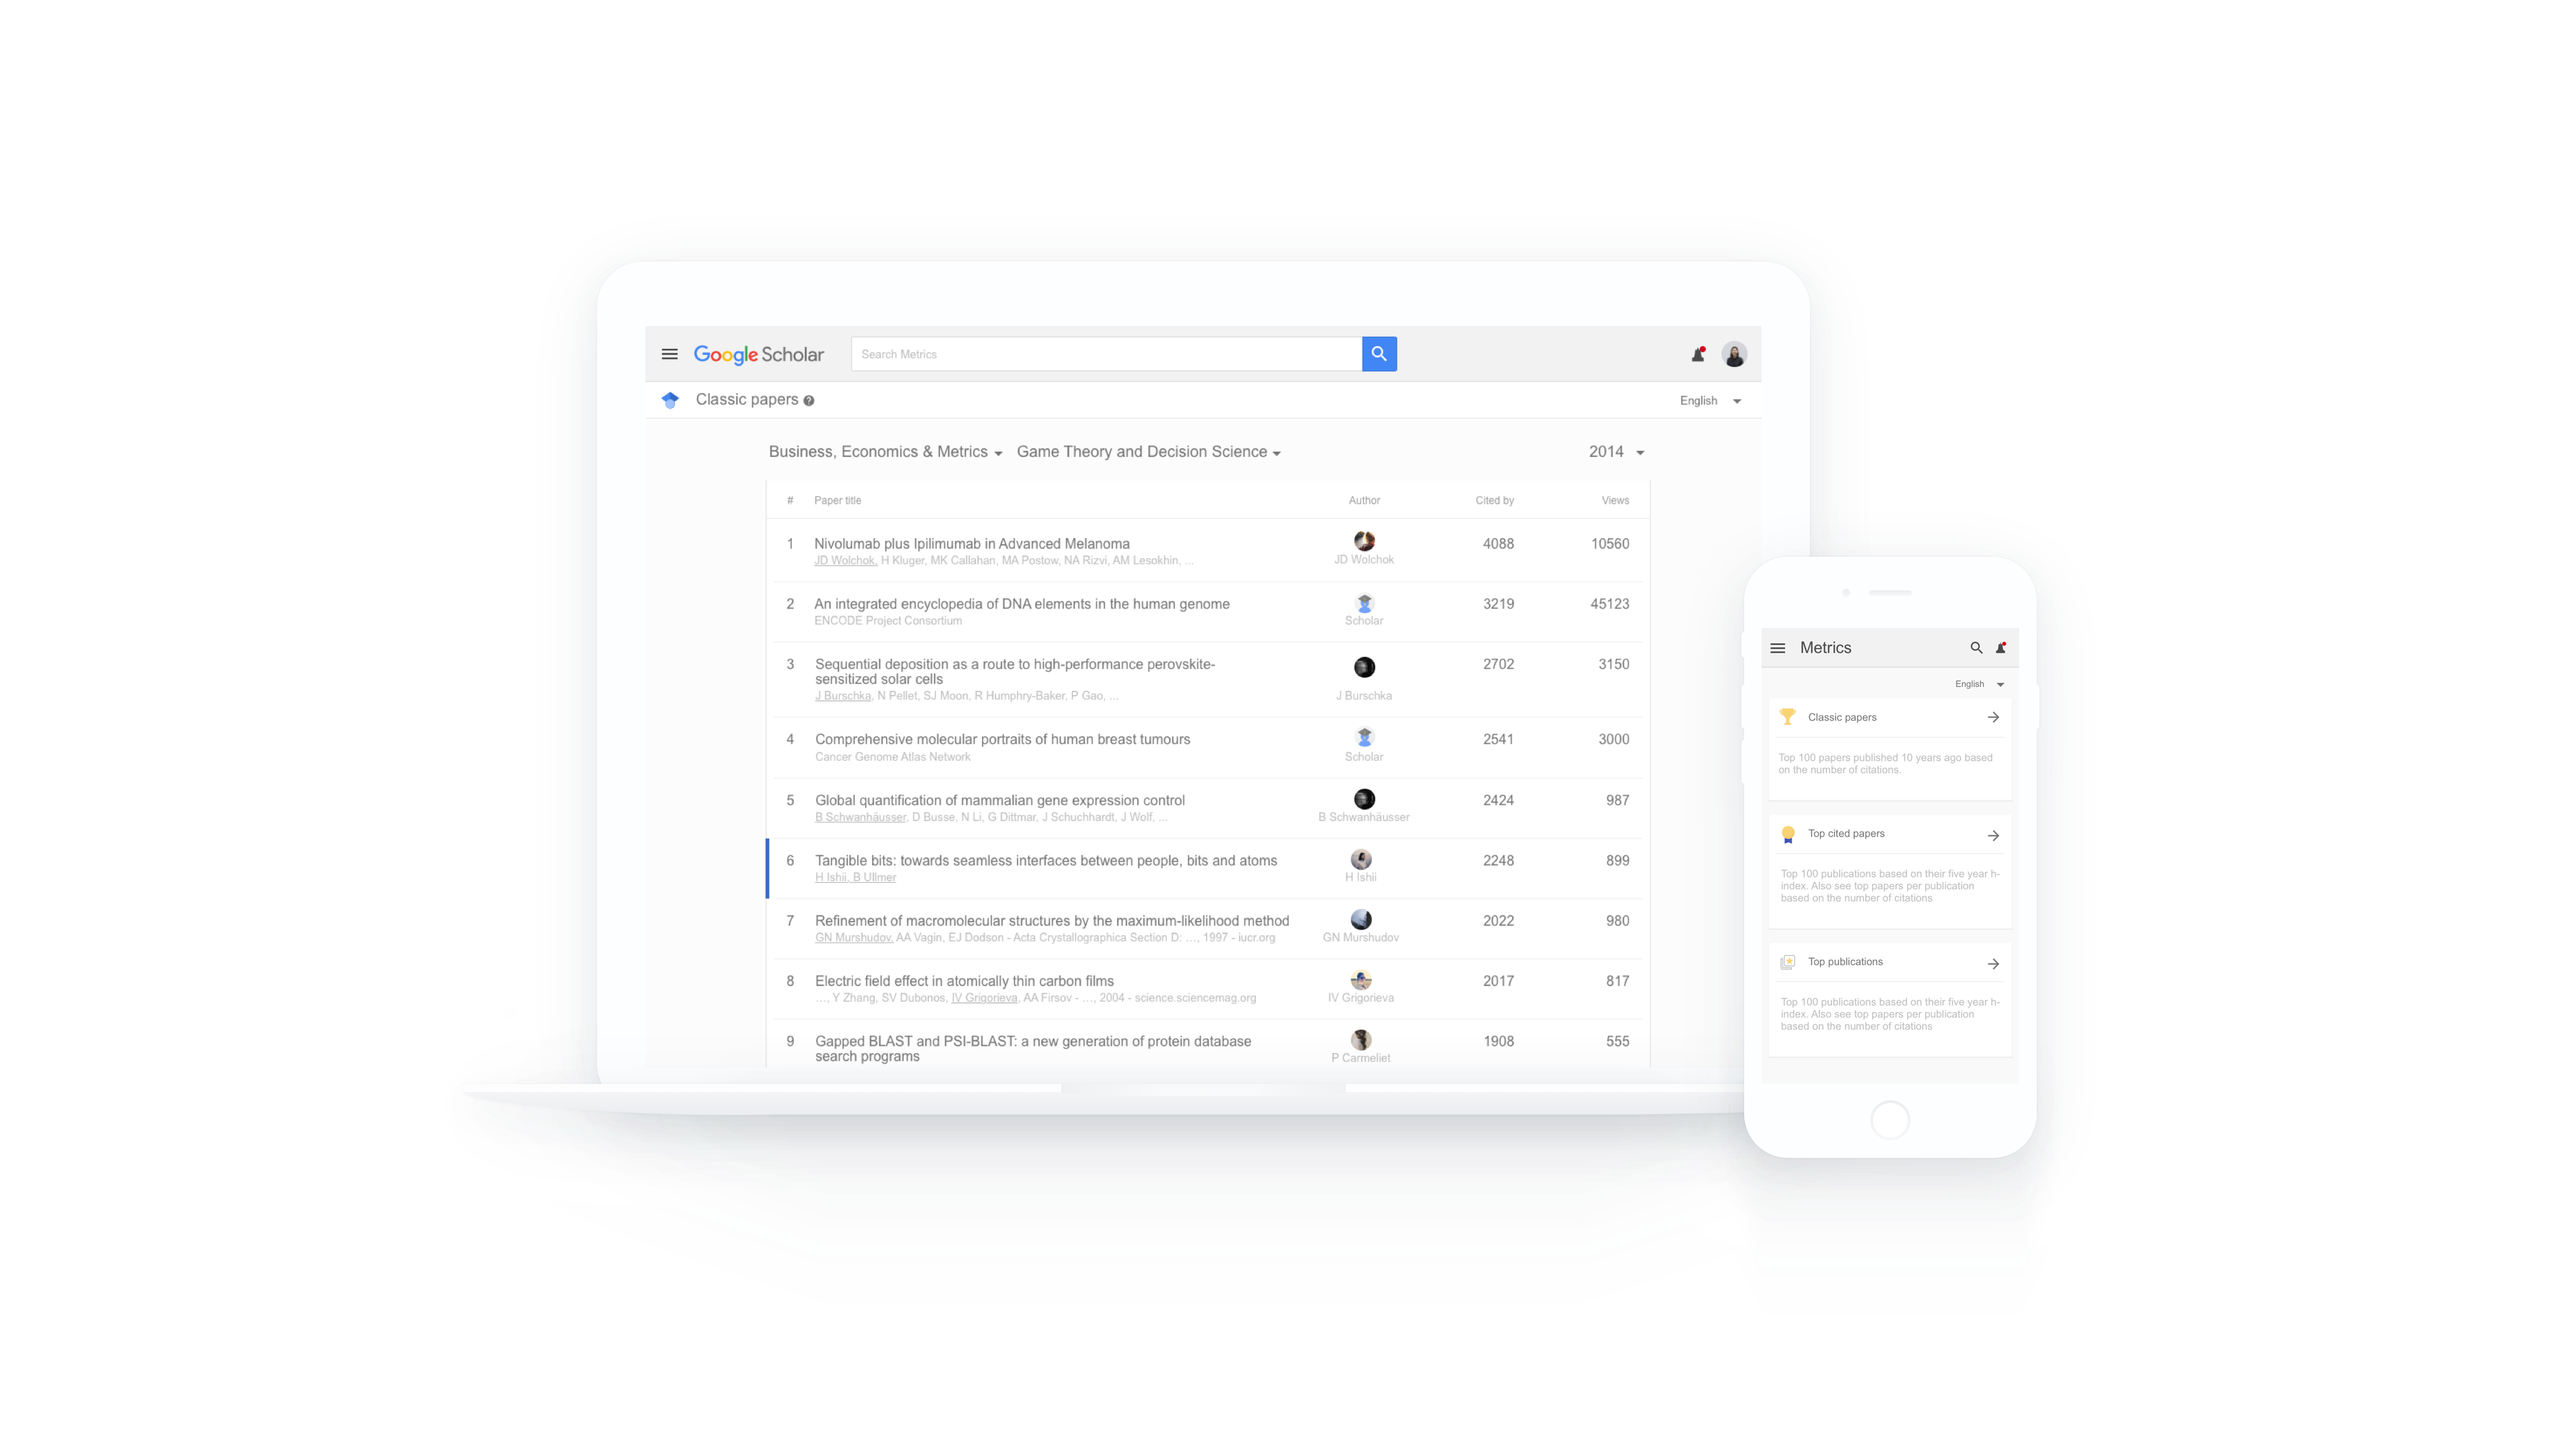 Google Scholar
Search Metrics
Classic papers ?
English
Business, Economics & Metrics Game Theory and Decision Science 2014
# Paper title Author Cited by Views
1 Nivolumab plus Ipilimumab in Advanced Melanoma 4088 10560
JD Wolchok, H Kluger, MK Callahan, MA Postow, NA Rizvi, AM Lesokhin, ... JD Wolchok
2 An integrated encyclopedia of DNA elements in the human genome 3219 45123
ENCODE Project Consortium Scholar
3 Sequential deposition as a route to high-performance perovskite- 2702 3150
sensitized solar cells
J Burschka, N Pellet, SJ Moon, R Humphry-Baker, P Gao, ... J Burschka
4 Comprehensive molecular portraits of human breast tumours 2541 3000
Cancer Genome Atlas Network Scholar
5 Global quantification of mammalian gene expression control 2424 987
B Schwanhäusser, D Busse, N Li, G Dittmar, J Schuchhardt, J Wolf, ... B Schwanhäusser
6 Tangible bits: towards seamless interfaces between people, bits and atoms 2248 899
H Ishii, B Ullmer H Ishii
7 Refinement of macromolecular structures by the maximum-likelihood method 2022 980
GN Murshudov, AA Vagin, EJ Dodson - Acta Crystallographica Section D: ..., 1997 - iucr.org GN Murshudov
8 Electric field effect in atomically thin carbon films 2017 817
..., Y Zhang, SV Dubonos, IV Grigorieva, AA Firsov - ..., 2004 - science.sciencemag.org IV Grigorieva
9 Gapped BLAST and PSI-BLAST: a new generation of protein database 1908 555
search programs P Carmeliet
Metrics
English
Classic papers
Top 100 papers published 10 years ago based
on the number of citations.
Top cited papers
Top 100 publications based on their five year h-
index. Also see top papers per publication
based on the number of citations
Top publications
Top 100 publications based on their five year h-
index. Also see top papers per publication
based on the number of citations